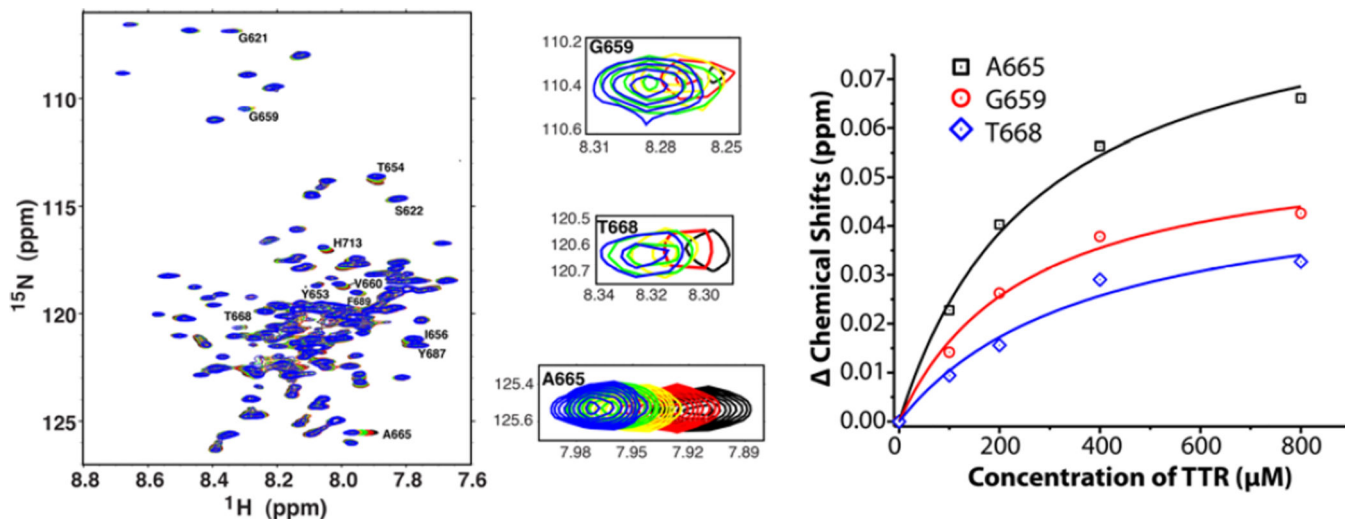 G621
G659
T654
S622
H713
V660
Y653
F689
T668
I656
Y687
A665
110
115
120
125
15N (ppm)
8.8 8.6 8.4 8.2 8.0 7.8 7.6
1H (ppm)
G659
110.2
110.4
110.6
8.31 8.28 8.25
T668
120.5
120.6
120.7
8.34 8.32 8.30
A665
125.4
125.6
7.98 7.95 7.92 7.89
A665
G659
T668
0.07
0.06
0.05
0.04
0.03
0.02
0.01
0.00
Δ Chemical Shifts (ppm)
0 200 400 600 800
Concentration of TTR (μM)